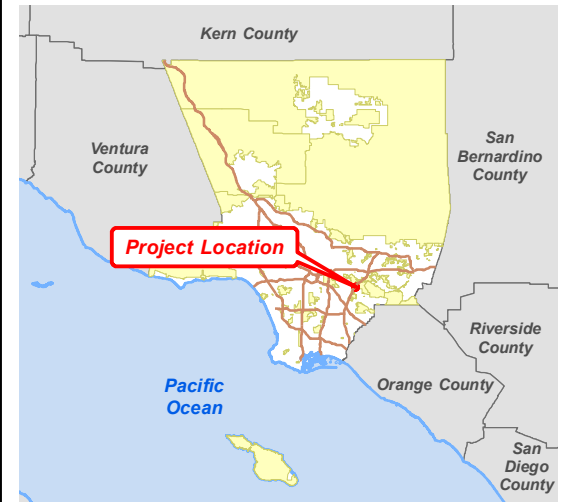 Kern County
Ventura
County
San
Bernardino
County
Project Location
Riverside
County
Pacific
Ocean
Orange County
San
Diego
County